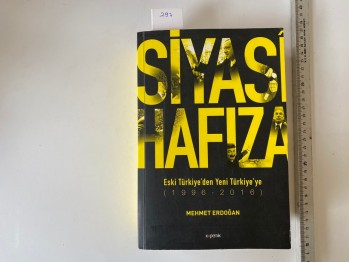 SİYASİ
HAFIZA
Eski Türkiye'den Yeni Türkiye'ye
(1996-2016)
MEHMET ERDOĞAN